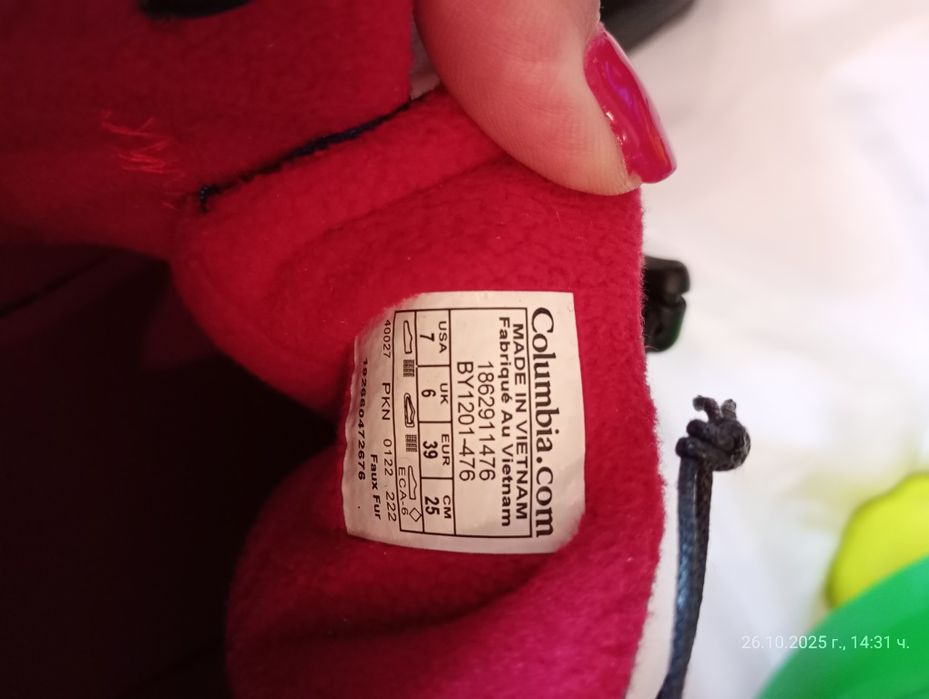 Columbia.com
MADE IN VIETNAM
Fabriqué Au Vietnam
1862911476
BY1201-476
USA UK EUR CM
7 6 39 25
ECA-6
40027 PKN 0122 222
192660472676 Faux Fur
26.10.2025 г., 14:31 ч.